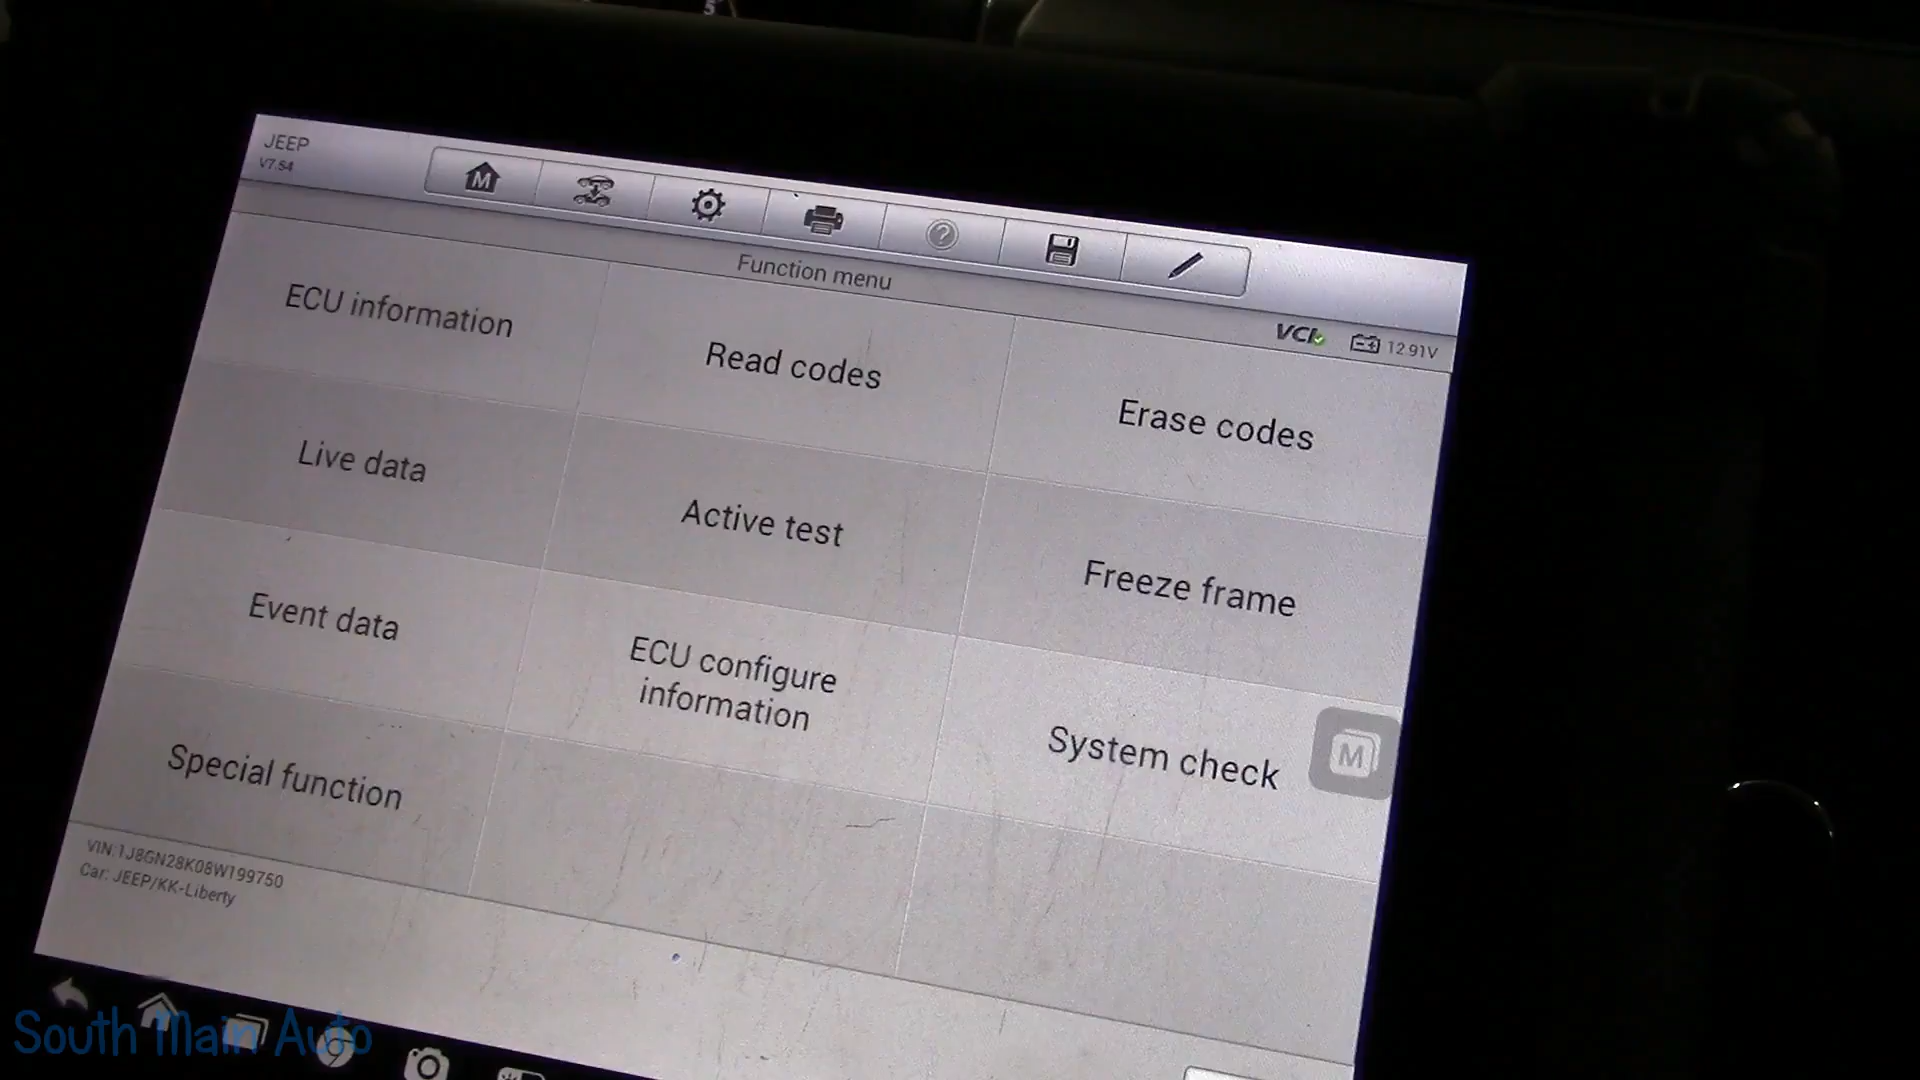 JEEP
V7.54
M
Function menu
VCI
12.91V
ECU information
Read codes
Erase codes
Live data
Active test
Freeze frame
Event data
ECU configure
information
System check
M
Special function
VIN:1J8GN28K08W199750
Car: JEEP/KK-Liberty
South Main Auto